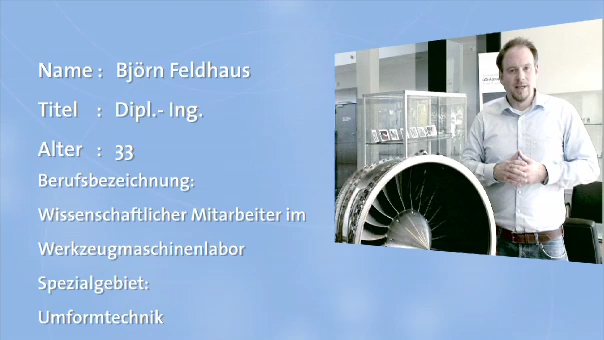 Name : Björn Feldhaus
Titel : Dipl.- Ing.
Alter : 33
Berufsbezeichnung:
Wissenschaftlicher Mitarbeiter im
Werkzeugmaschinenlabor
Spezialgebiet:
Umformtechnik